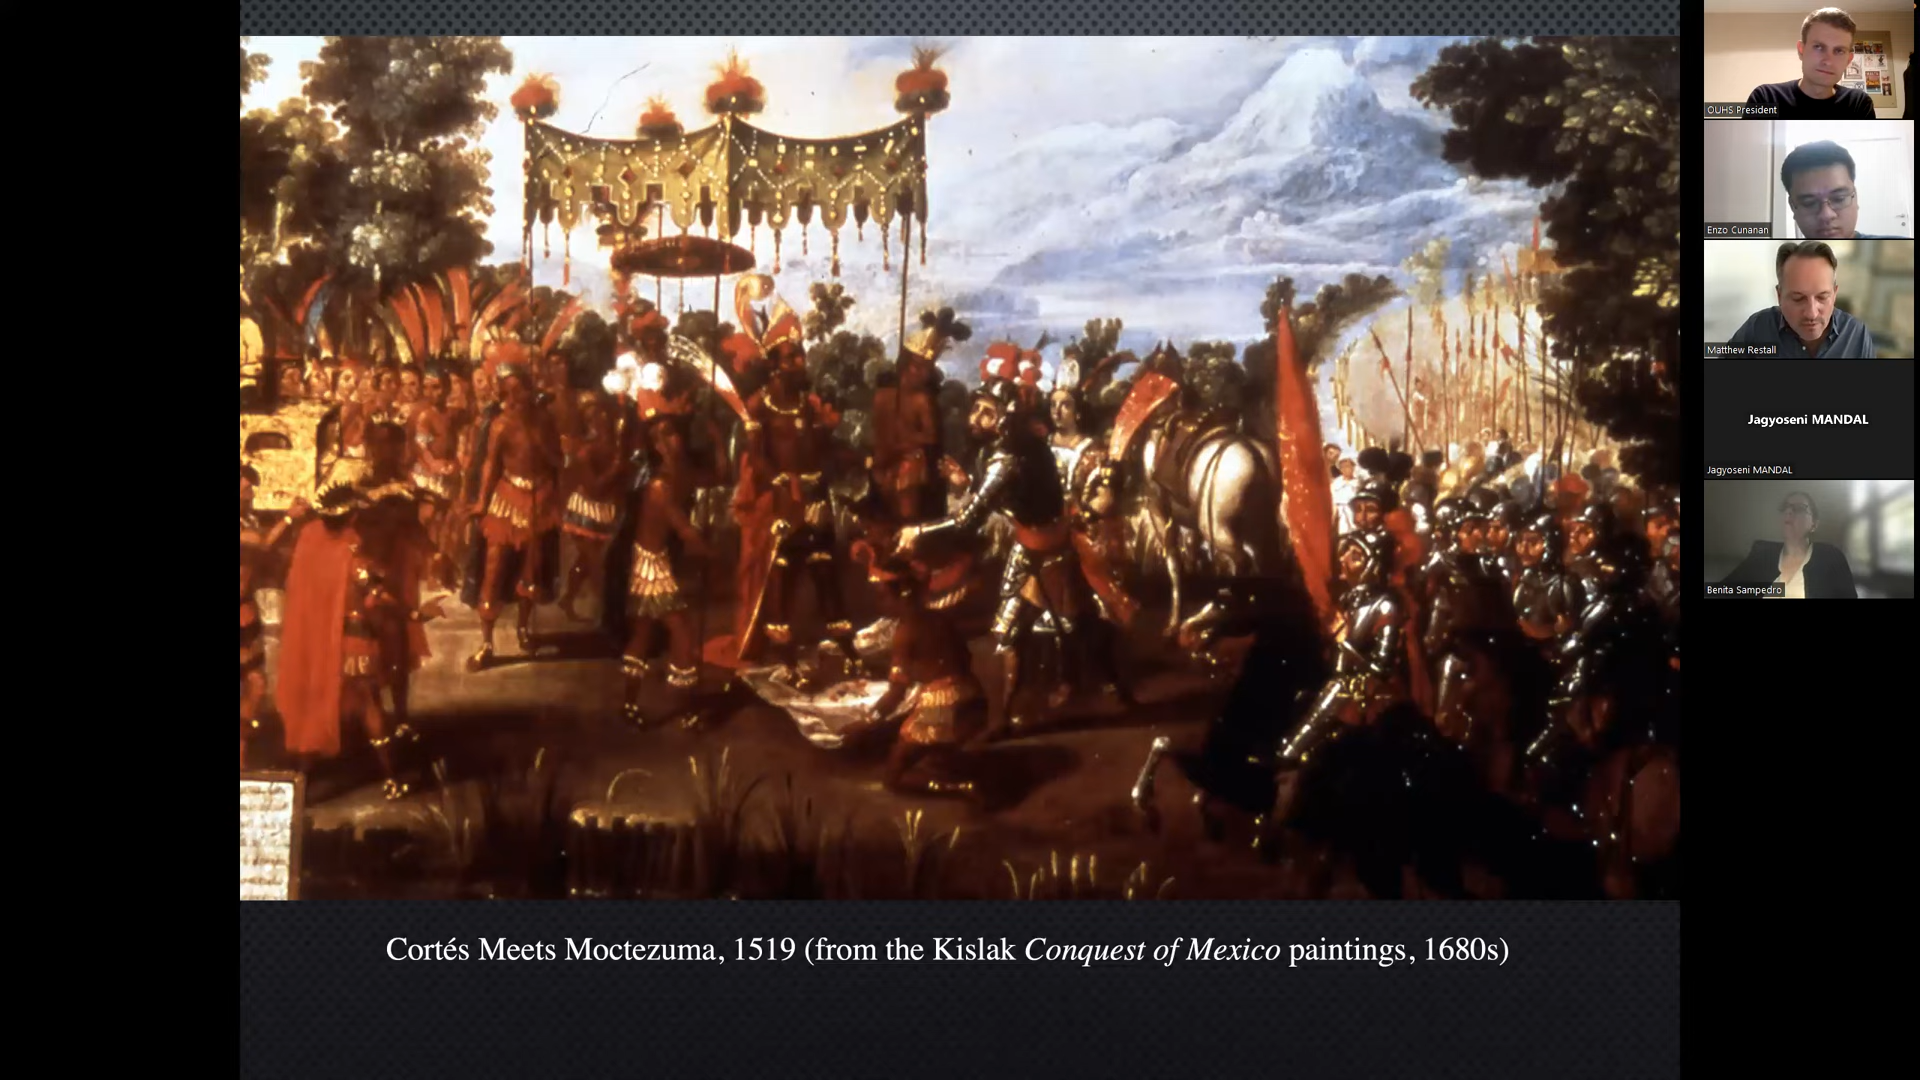 Cortés Meets Moctezuma, 1519 (from the Kislak Conquest of Mexico paintings, 1680s)
OUHS President
Enzo Cunanan
Matthew Restall
Jagyoseni MANDAL
Jagyoseni MANDAL
Benita Sampedro